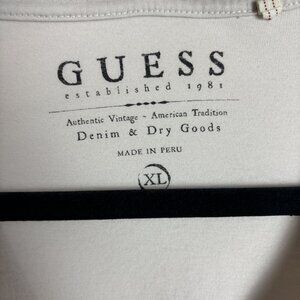 GUESS
established 1981
Authentic Vintage ~ American Tradition
Denim & Dry Goods
MADE IN PERU
XL